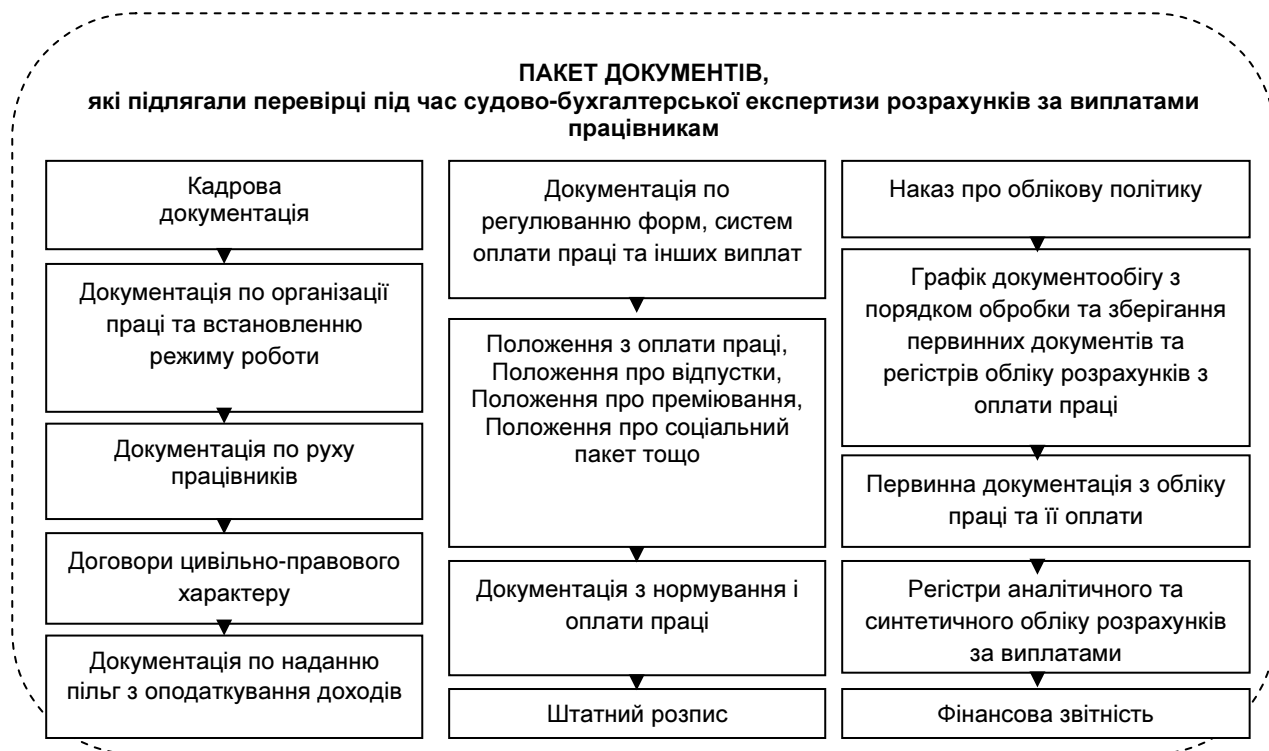 ПАКЕТ ДОКУМЕНТІВ,
які підлягали перевірці під час судово-бухгалтерської експертизи розрахунків за виплатами
працівникам
Кадрова
документація
Документація по організації
праці та встановленню
режиму роботи
Документація по руху
працівників
Договори цивільно-правового
характеру
Документація по наданню
пільг з оподаткування доходів
Документація по
регулюванню форм, систем
оплати праці та інших виплат
Положення з оплати праці,
Положення про відпустки,
Положення про преміювання,
Положення про соціальний
пакет тощо
Документація з нормування і
оплати праці
Штатний розпис
Наказ про облікову політику
Графік документообігу з
порядком обробки та зберігання
первинних документів та
регістрів обліку розрахунків з
оплати праці
Первинна документація з обліку
праці та її оплати
Регістри аналітичного та
синтетичного обліку розрахунків
за виплатами
Фінансова звітність